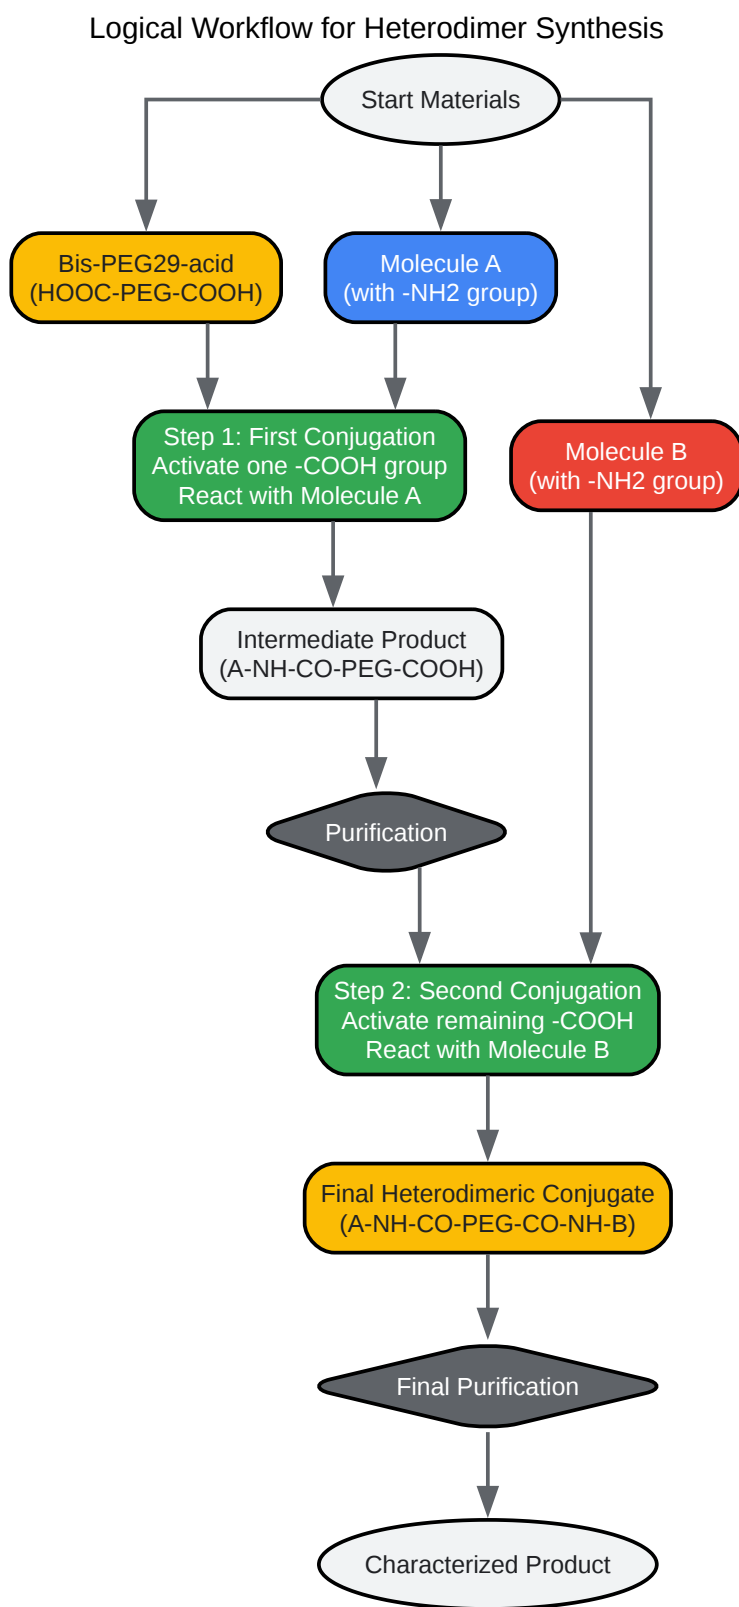 Logical Workflow for Heterodimer Synthesis
Start Materials
Bis-PEG29-acid
(HOOC-PEG-COOH)
Molecule A
(with -NH2 group)
Step 1: First Conjugation
Activate one -COOH group
React with Molecule A
Molecule B
(with -NH2 group)
Intermediate Product
(A-NH-CO-PEG-COOH)
Purification
Step 2: Second Conjugation
Activate remaining -COOH
React with Molecule B
Final Heterodimeric Conjugate
(A-NH-CO-PEG-CO-NH-B)
Final Purification
Characterized Product